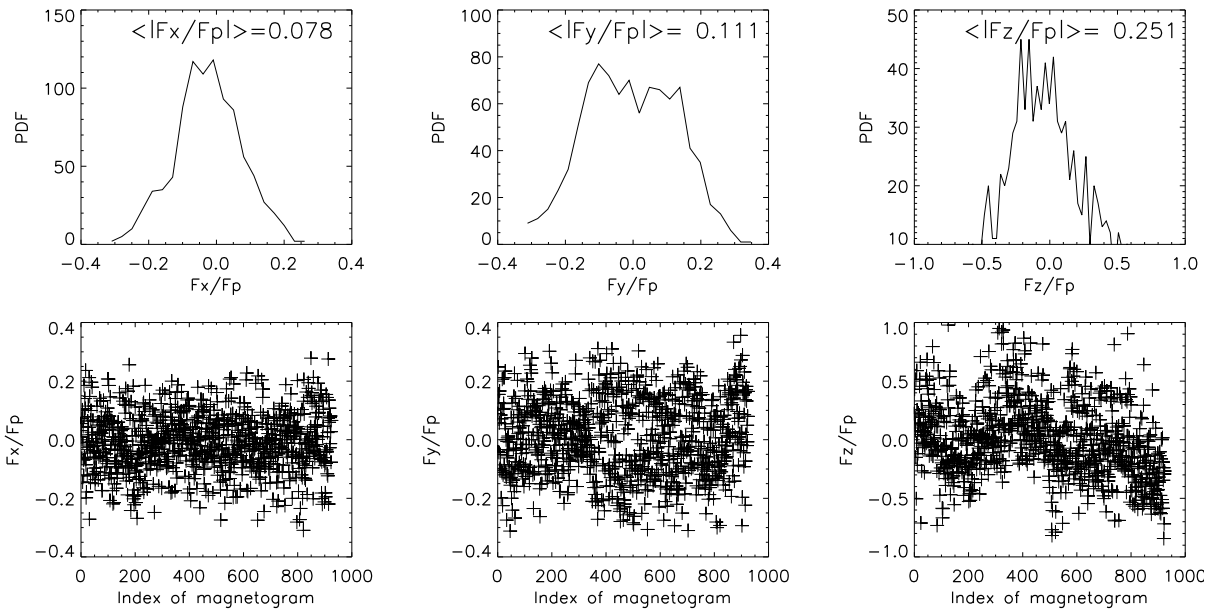 <|Fx/Fp|>=0.078
150
100
50
0
PDF
−0.4 −0.2 0.0 0.2 0.4
Fx/Fp
<|Fy/Fp|>= 0.111
100
80
60
40
20
0
PDF
−0.4 −0.2 0.0 0.2 0.4
Fy/Fp
<|Fz/Fp|>= 0.251
50
40
30
20
10
PDF
−1.0 −0.5 0.0 0.5 1.0
Fz/Fp
0.4
0.2
0.0
−0.2
−0.4
Fx/Fp
0 200 400 600 800 1000
Index of magnetogram
0.4
0.2
0.0
−0.2
−0.4
Fy/Fp
0 200 400 600 800 1000
Index of magnetogram
1.0
0.5
0.0
−0.5
−1.0
Fz/Fp
0 200 400 600 800 1000
Index of magnetogram